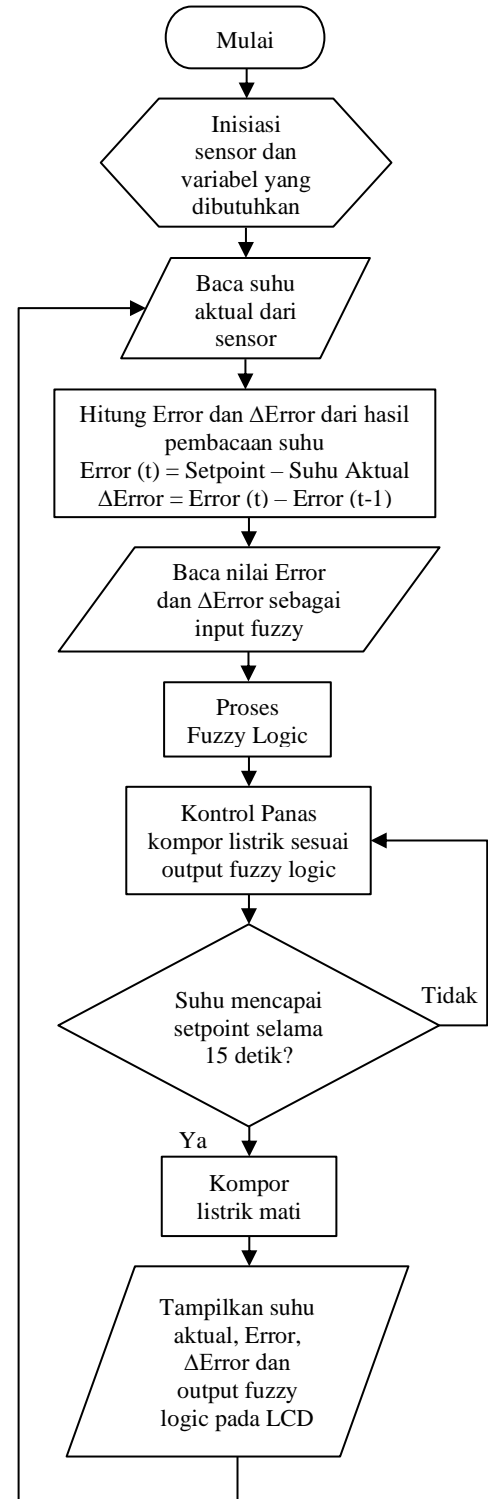 Mulai
Inisiasi
sensor dan
variabel yang
dibutuhkan
Baca suhu
aktual dari
sensor
Hitung Error dan ΔError dari hasil
pembacaan suhu
Error (t) = Setpoint – Suhu Aktual
ΔError = Error (t) – Error (t-1)
Baca nilai Error
dan ΔError sebagai
input fuzzy
Proses
Fuzzy Logic
Kontrol Panas
kompor listrik sesuai
output fuzzy logic
Suhu mencapai
setpoint selama
15 detik?
Tidak
Ya
Kompor
listrik mati
Tampilkan suhu
aktual, Error,
ΔError dan
output fuzzy
logic pada LCD